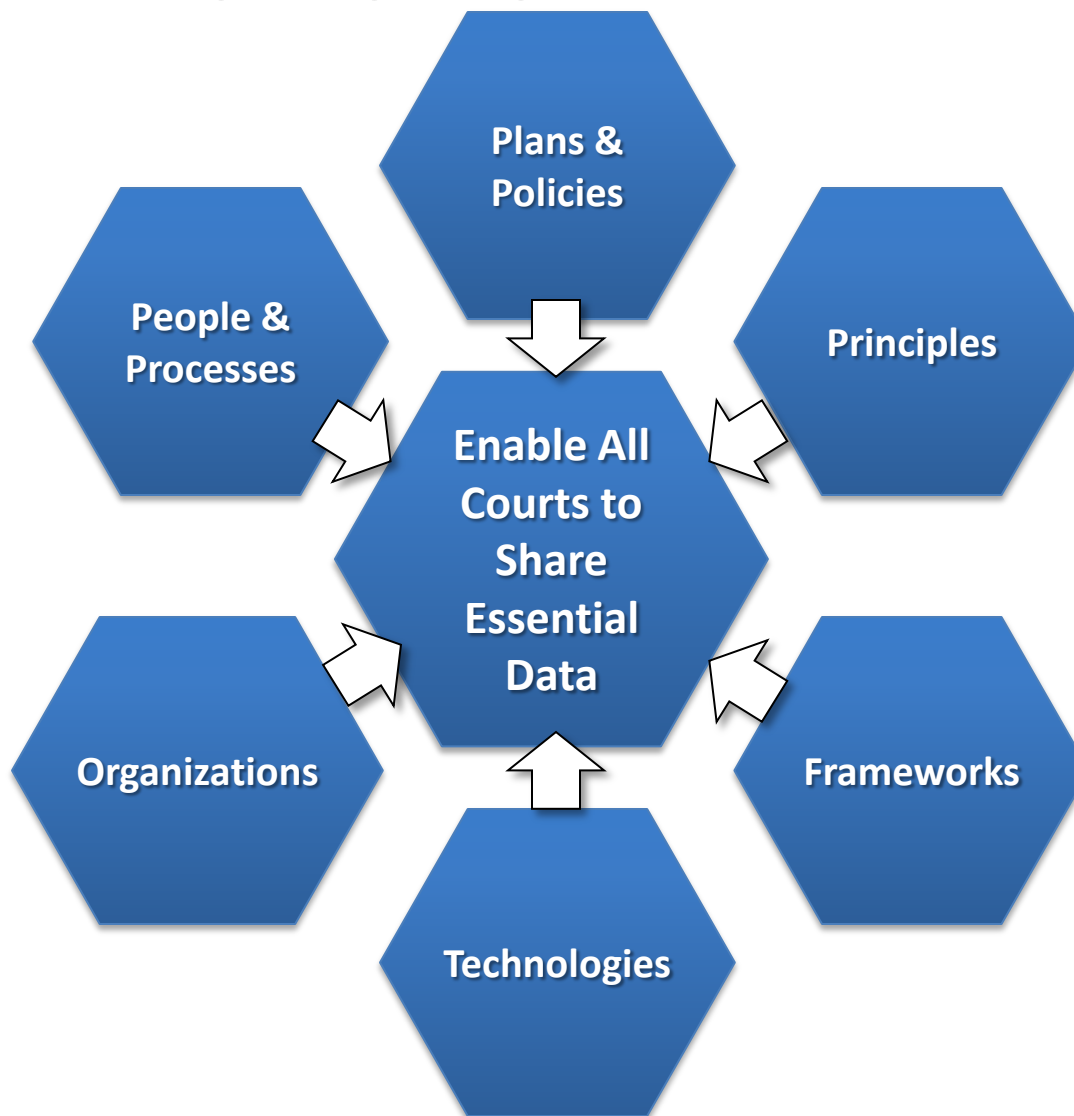 Plans &
Policies
People &
Processes
Principles
Enable All
Courts to
Share
Essential
Data
Organizations
Frameworks
Technologies